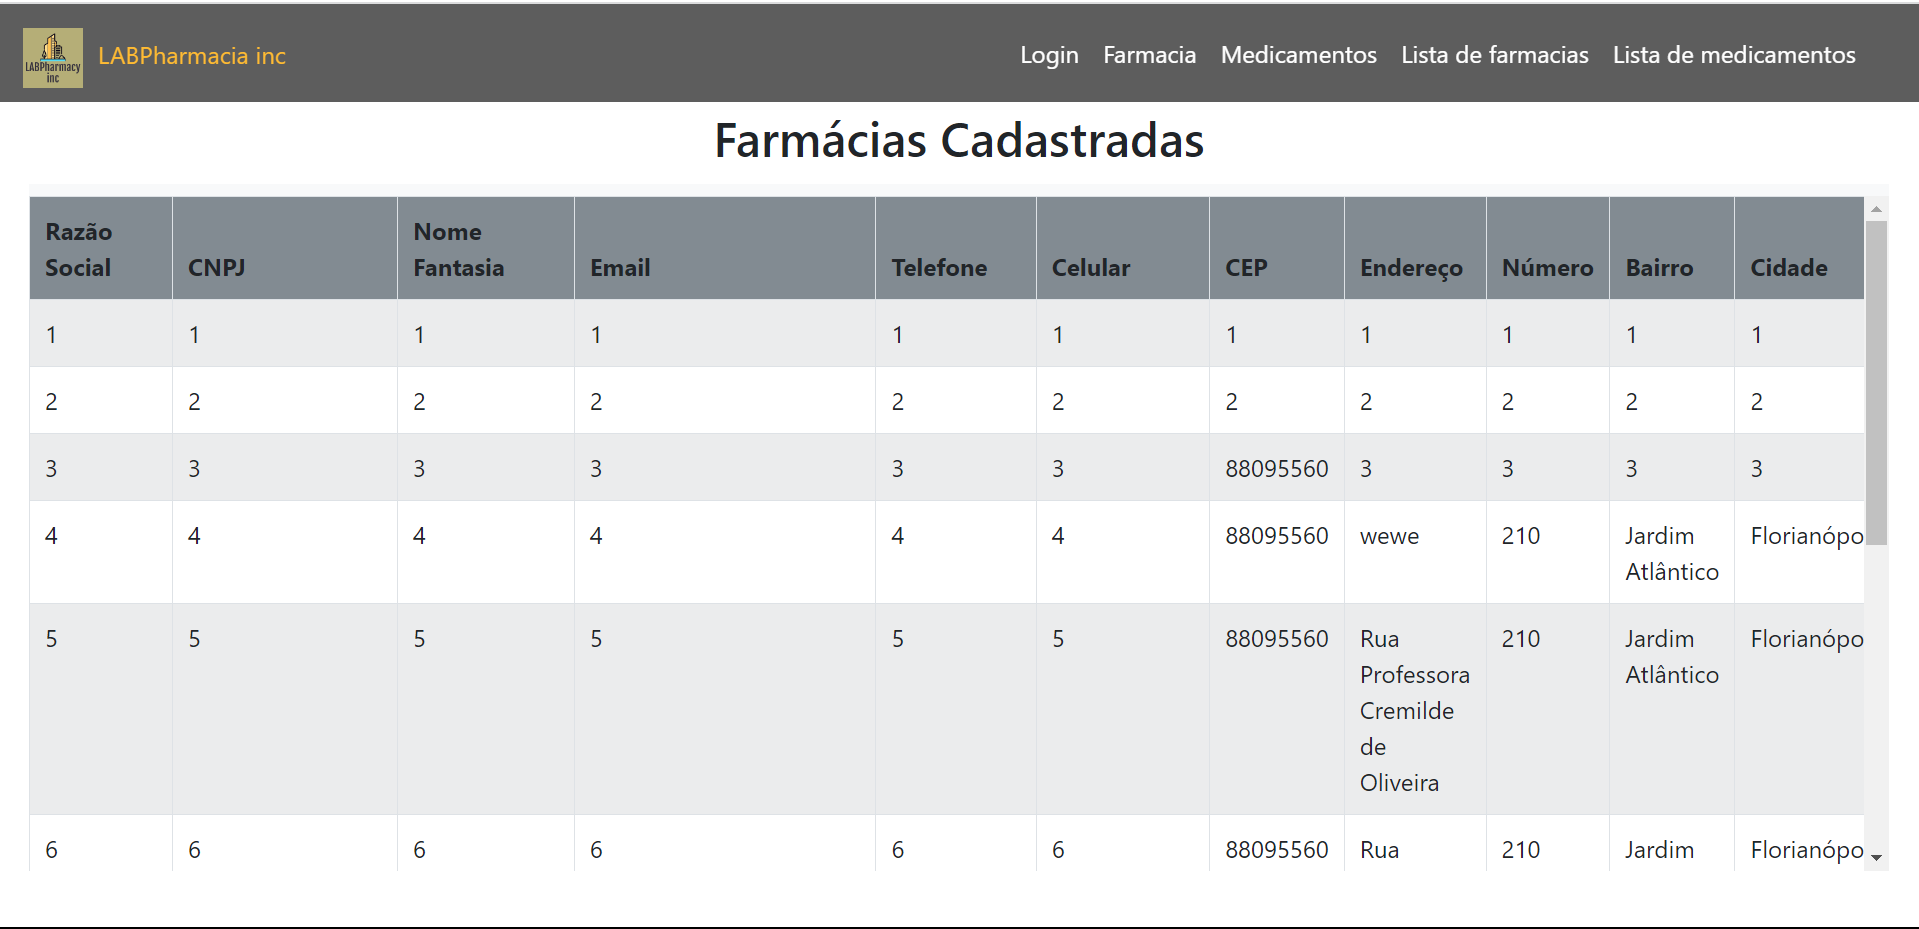 LABPharmacy
inc
LABPharmacia inc
Login Farmacia Medicamentos Lista de farmacias Lista de medicamentos
Farmácias Cadastradas
Razão Social CNPJ Nome Fantasia Email Telefone Celular CEP Endereço Número Bairro Cidade
1 1 1 1 1 1 1 1 1 1 1
2 2 2 2 2 2 2 2 2 2 2
3 3 3 3 3 3 88095560 3 3 3 3
4 4 4 4 4 4 88095560 wewe 210 Jardim Atlântico Florianópo
5 5 5 5 5 5 88095560 Rua Professora Cremilde de Oliveira 210 Jardim Atlântico Florianópo
6 6 6 6 6 6 88095560 Rua 210 Jardim Florianópo